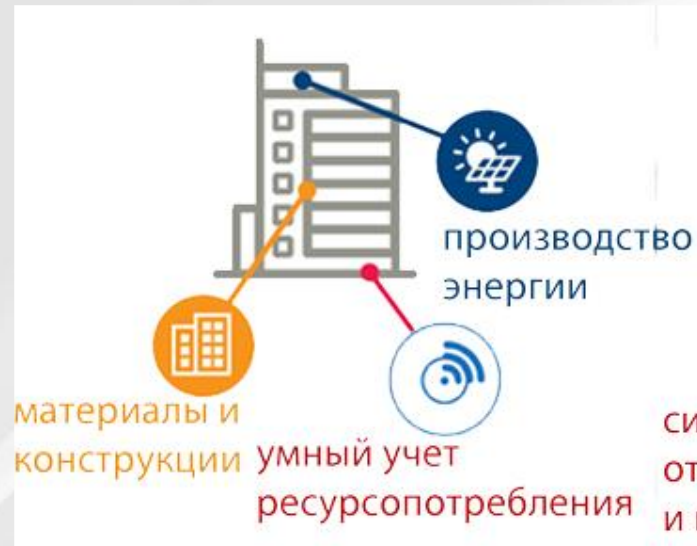 производство
энергии
материалы и
конструкции
умный учет
ресурсопотребления